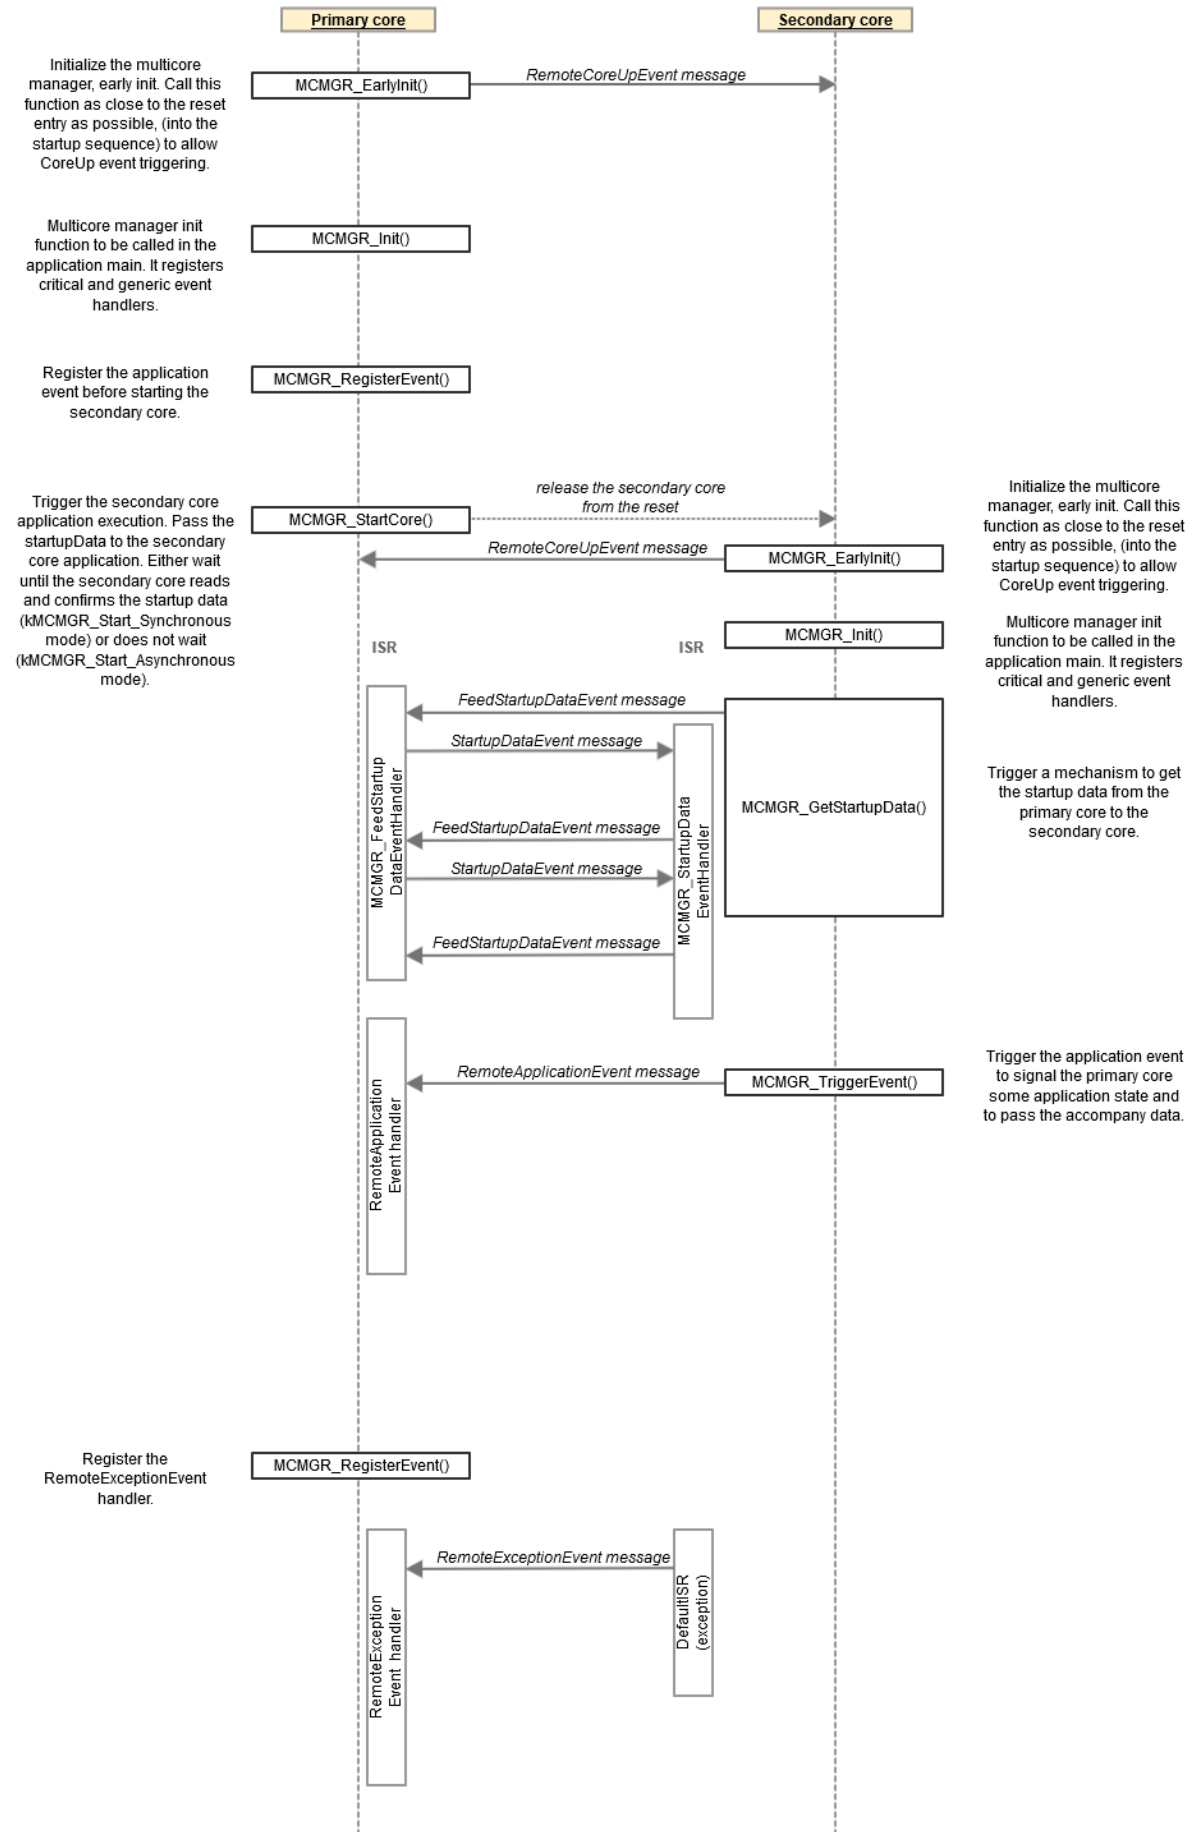 Primary core
Secondary core
Initialize the multicore
manager, early init. Call this
function as close to the reset
entry as possible, (into the
startup sequence) to allow
CoreUp event triggering.
MCMGR_EarlyInit()
RemoteCoreUpEvent message
Multicore manager init
function to be called in the
application main. It registers
critical and generic event
handlers.
MCMGR_Init()
Register the application
event before starting the
secondary core.
MCMGR_RegisterEvent()
Trigger the secondary core
application execution. Pass the
startupData to the secondary
core application. Either wait
until the secondary core reads
and confirms the startup data
(kMCMGR_Start_Synchronous
mode) or does not wait
(kMCMGR_Start_Asynchronous
mode).
MCMGR_StartCore()
release the secondary core
from the reset
RemoteCoreUpEvent message
MCMGR_EarlyInit()
Initialize the multicore
manager, early init. Call this
function as close to the reset
entry as possible, (into the
startup sequence) to allow
CoreUp event triggering.
MCMGR_Init()
Multicore manager init
function to be called in the
application main. It registers
critical and generic event
handlers.
ISR
ISR
FeedStartupDataEvent message
StartupDataEvent message
FeedStartupDataEvent message
StartupDataEvent message
FeedStartupDataEvent message
MCMGR_FeedStartup
DataEventHandler
MCMGR_StartupData
EventHandler
MCMGR_GetStartupData()
Trigger a mechanism to get
the startup data from the
primary core to the
secondary core.
RemoteApplicationEvent message
MCMGR_TriggerEvent()
Trigger the application event
to signal the primary core
some application state and
to pass the accompany data.
RemoteApplication
Event handler
Register the
RemoteExceptionEvent
handler.
MCMGR_RegisterEvent()
RemoteExceptionEvent message
RemoteException
Event handler
DefaultISR
(exception)